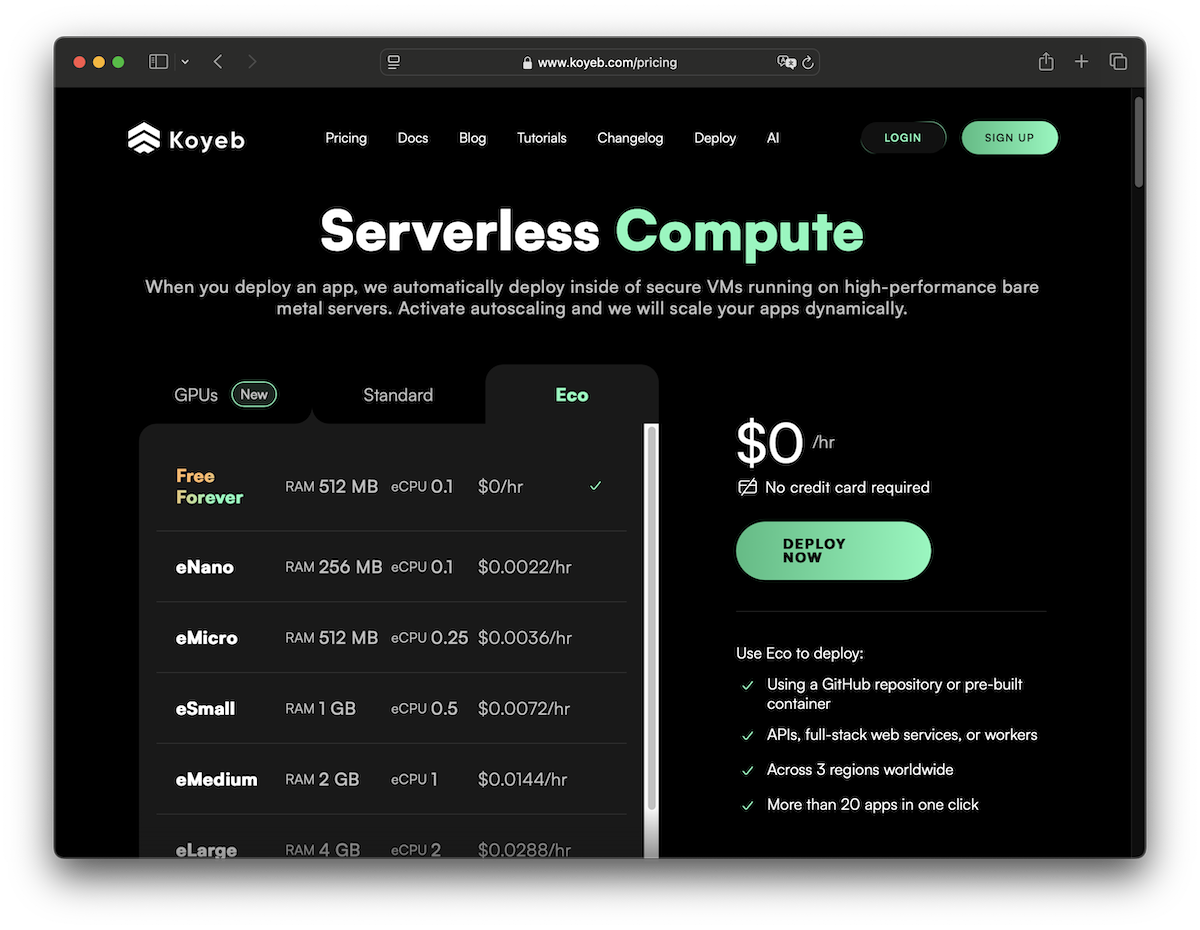 www.koyeb.com/pricing
Koyeb
Pricing Docs Blog Tutorials Changelog Deploy AI LOGIN SIGN UP
Serverless Compute
When you deploy an app, we automatically deploy inside of secure VMs running on high-performance bare
metal servers. Activate autoscaling and we will scale your apps dynamically.
GPUs New Standard Eco
Free
Forever
RAM 512 MB eCPU 0.1 $0/hr
eNano RAM 256 MB eCPU 0.1 $0.0022/hr
eMicro RAM 512 MB eCPU 0.25 $0.0036/hr
eSmall RAM 1 GB eCPU 0.5 $0.0072/hr
eMedium RAM 2 GB eCPU 1 $0.0144/hr
eLarge RAM 4 GB eCPU 2 $0.0288/hr
$0 /hr
No credit card required
DEPLOY
NOW
Use Eco to deploy:
Using a GitHub repository or pre-built
container
APIs, full-stack web services, or workers
Across 3 regions worldwide
More than 20 apps in one click